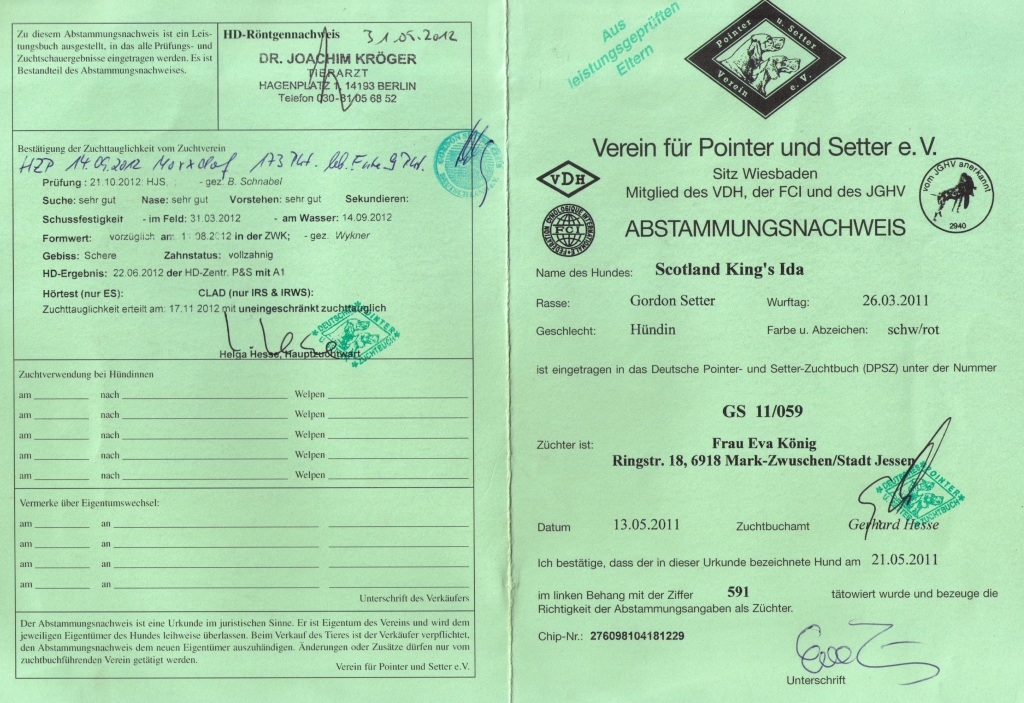 Zu diesem Abstammungsnachweis ist ein Leis-
tungsbuch ausgestellt, in das alle Prüfungs- und
Zuchtschauergebnisse eingetragen werden. Es ist
Bestandteil des Abstammungsnachweises.
HD-Röntgennachweis 31.05.2012
DR. JOACHIM KRÖGER
TIERARZT
HAGENPLATZ 1, 14193 BERLIN
Telefon 030-81 05 68 52
Bestätigung der Zuchttauglichkeit vom Zuchtverein
HZP 14.09.2012 173 Pkt.
Prüfung : 21.10.2012: HJS. : - gez. B. Schnabel
Suche: sehr gut Nase: sehr gut Vorstehen: sehr gut Sekundieren:
Schussfestigkeit - im Feld: 31.03.2012 - am Wasser: 14.09.2012
Formwert: vorzüglich am: .08.2012 in der ZWK; - gez. Wykner
Gebiss: Schere Zahnstatus: vollzahnig
HD-Ergebnis: 22.06.2012 der HD-Zentr. P&S mit A1
Hörtest (nur ES): CLAD (nur IRS & IRWS):
Zuchttauglichkeit erteilt am: 17.11.2012 mit uneingeschränkt zuchttauglich
Helga Hesse, Hauptzuchtwart
Zuchtverwendung bei Hündinnen
am nach Welpen
am nach Welpen
am nach Welpen
am nach Welpen
am nach Welpen
Vermerke über Eigentumswechsel:
am an
am an
am an
am an
Unterschrift des Verkäufers
Der Abstammungsnachweis ist eine Urkunde im juristischen Sinne. Er ist Eigentum des Vereins und wird dem
jeweiligen Eigentümer des Hundes leihweise überlassen. Beim Verkauf des Tieres ist der Verkäufer verpflichtet,
den Abstammungsnachweis dem neuen Eigentümer auszuhändigen. Änderungen oder Zusätze dürfen nur vom
zuchtbuchführenden Verein getätigt werden.
Verein für Pointer und Setter e.V.
Aus
leistungsgeprüften
Eltern
Pointer u. Setter
Verein e. V.
Verein für Pointer und Setter e. V.
Sitz Wiesbaden
Mitglied des VDH, der FCI und des JGHV
VDH
FCI
vom JGHV anerkannt
2940
ABSTAMMUNGSNACHWEIS
Name des Hundes: Scotland King's Ida
Rasse: Gordon Setter Wurftag: 26.03.2011
Geschlecht: Hündin Farbe u. Abzeichen: schw/rot
ist eingetragen in das Deutsche Pointer- und Setter-Zuchtbuch (DPSZ) unter der Nummer
GS 11/059
Züchter ist: Frau Eva König
Ringstr. 18, 6918 Mark-Zwuschen/Stadt Jessen
Datum 13.05.2011 Zuchtbuchamt Gerhard Hesse
Ich bestätige, dass der in dieser Urkunde bezeichnete Hund am 21.05.2011
im linken Behang mit der Ziffer 591 tätowiert wurde und bezeuge die
Richtigkeit der Abstammungsangaben als Züchter.
Chip-Nr.: 276098104181229
Unterschrift